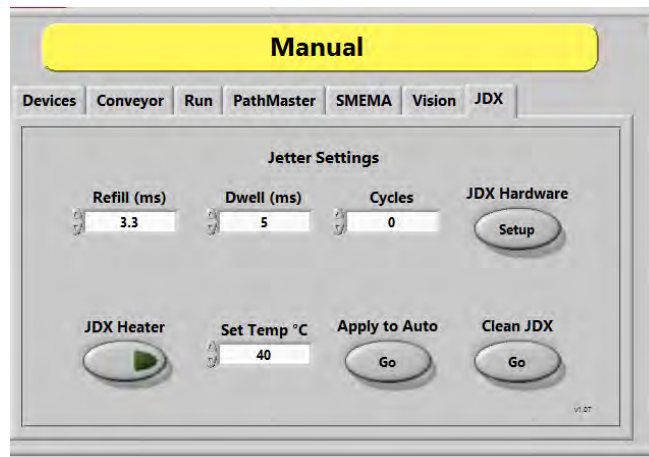 Manual
Devices Conveyor Run PathMaster SMEMA Vision JDX
Jetter Settings
Refill (ms) Dwell (ms) Cycles JDX Hardware
3.3 5 0 Setup
JDX Heater Set Temp °C Apply to Auto Clean JDX
40 Go Go
v1.07